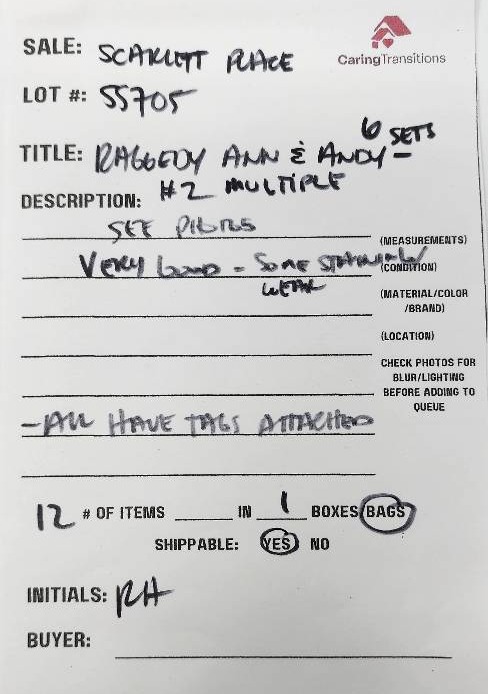 CaringTransitions
SALE: SCARLETT PLACE
LOT #: 55705
6 SETS
TITLE: RAGGEDY ANN & ANDY -
#2 MULTIPLE
DESCRIPTION:
SEE
(MEASUREMENTS)
VERY GOOD - SOME STAINING/
(CONDITION)
WEAR
(MATERIAL/COLOR
/BRAND)
(LOCATION)
CHECK PHOTOS FOR
BLUR/LIGHTING
BEFORE ADDING TO
QUEUE
-ALL HAVE TAGS ATTACHED
12 # OF ITEMS ______ IN 1 BOXES/BAGS
SHIPPABLE: YES NO
INITIALS: RH
BUYER: